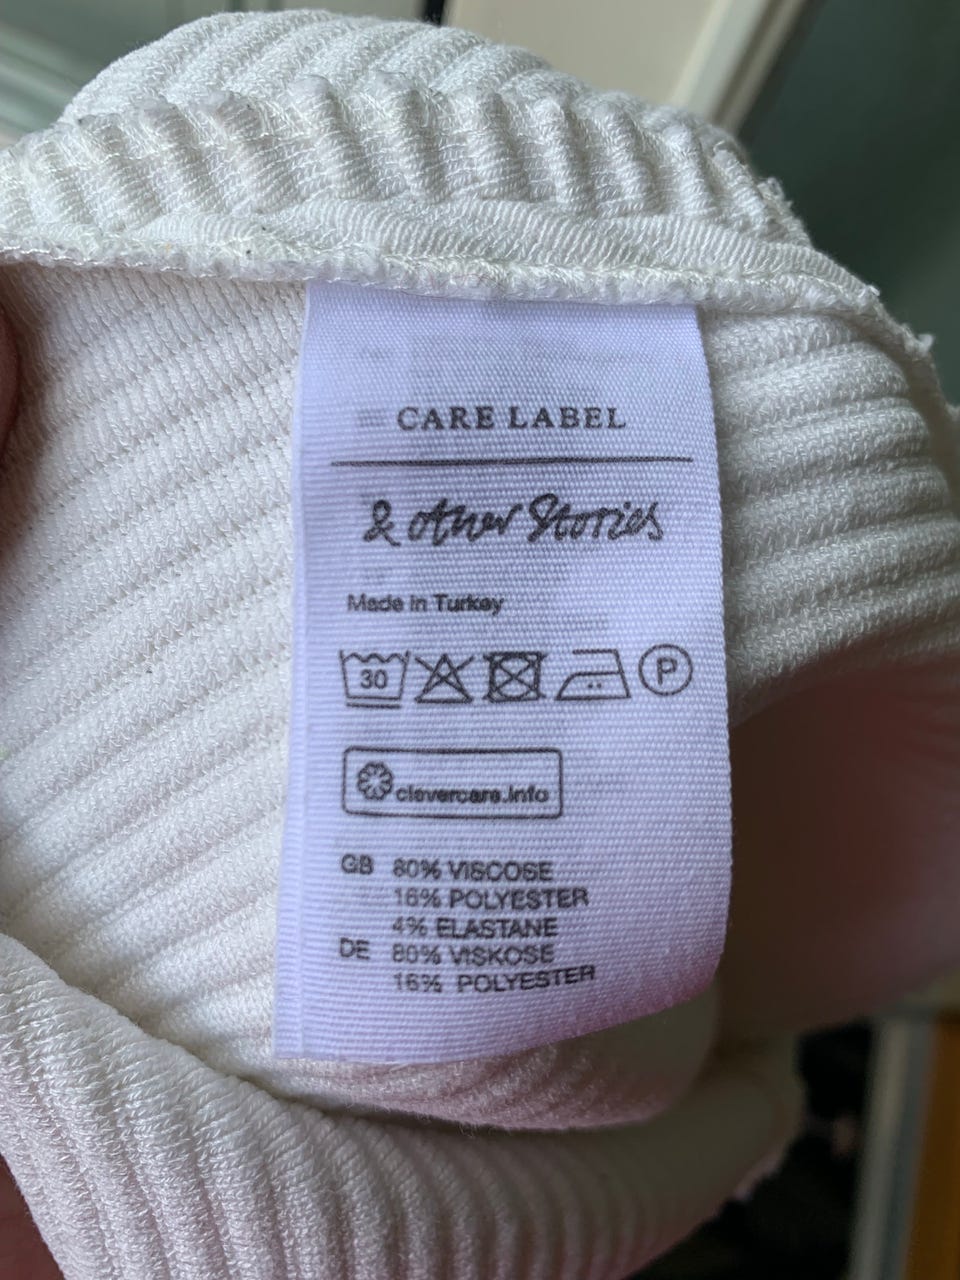 CARE LABEL
& other Stories
Made in Turkey
30 P
clevercare.info
GB 80% VISCOSE
16% POLYESTER
4% ELASTANE
DE 80% VISKOSE
16% POLYESTER